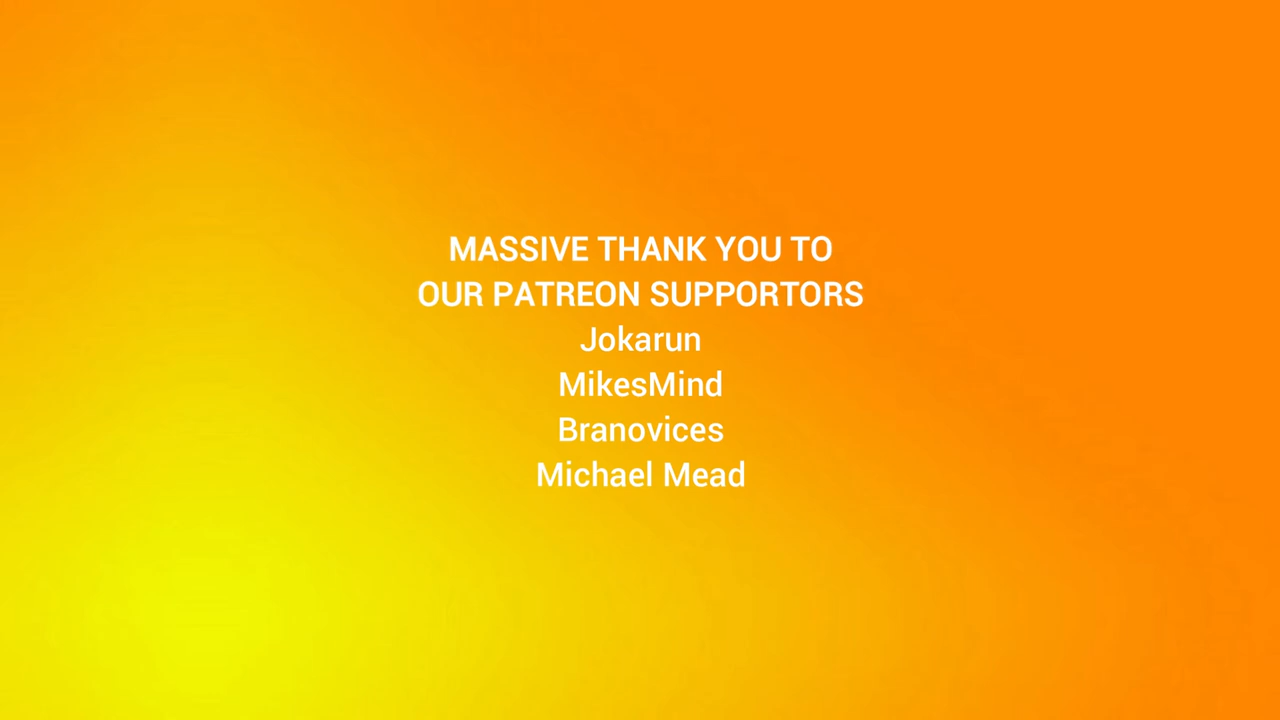 MASSIVE THANK YOU TO
OUR PATREON SUPPORTORS
Jokarun
MikesMind
Branovices
Michael Mead